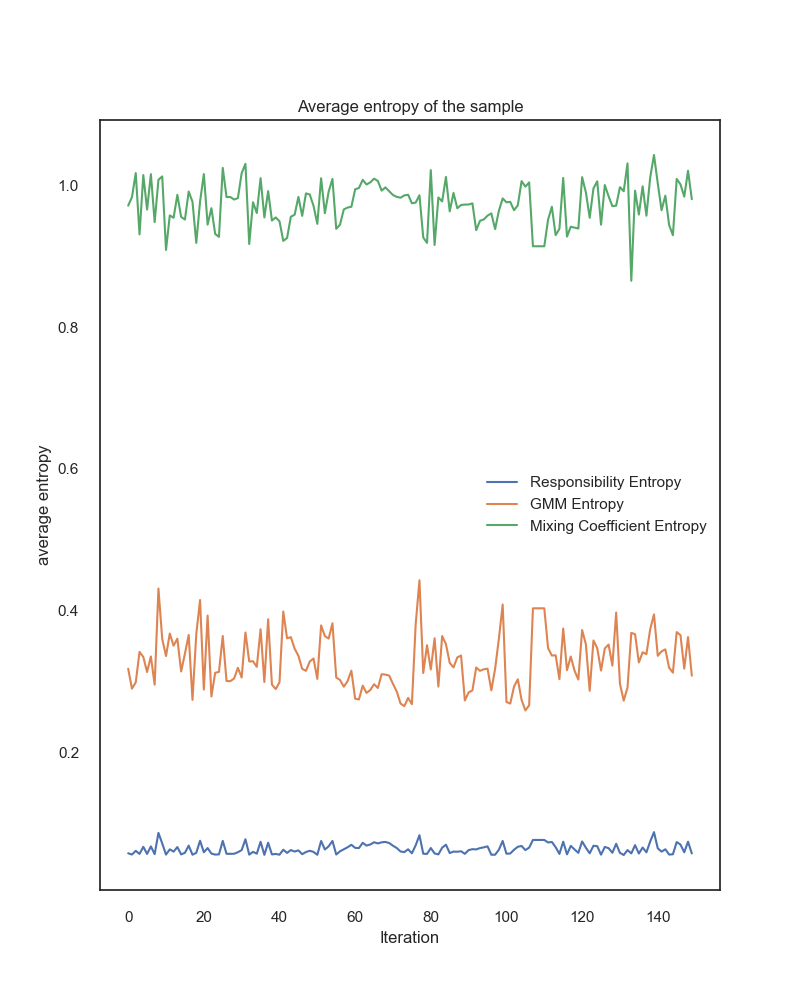 Average entropy of the sample
1.0
0.8
0.6
0.4
0.2
average entropy
Responsibility Entropy
GMM Entropy
Mixing Coefficient Entropy
0 20 40 60 80 100 120 140
Iteration